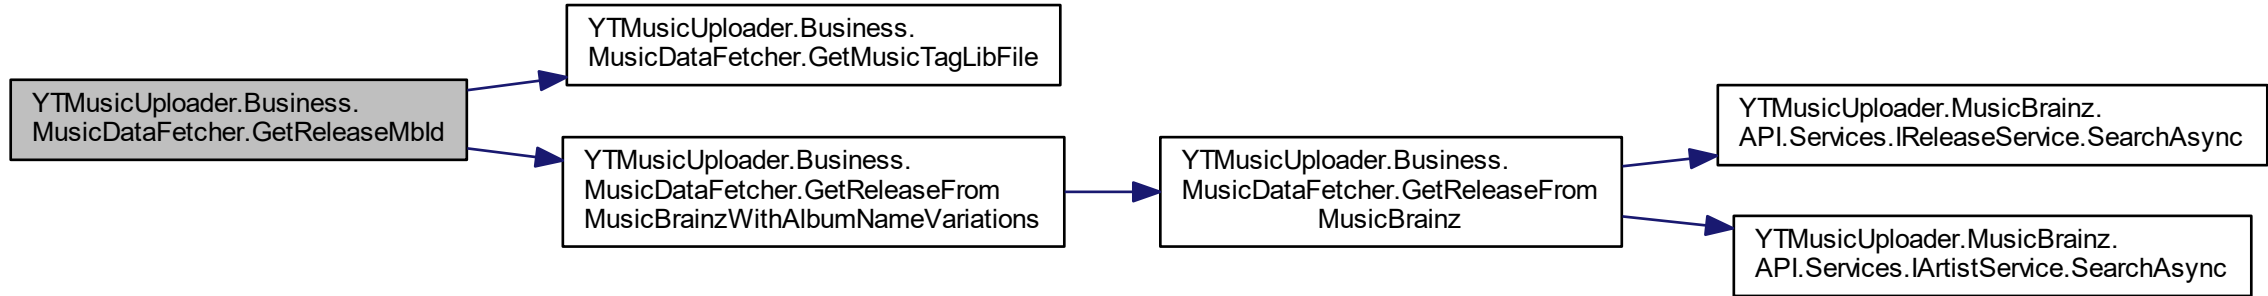 YTMusicUploader.Business.
MusicDataFetcher.GetReleaseMbId
YTMusicUploader.Business.
MusicDataFetcher.GetMusicTagLibFile
YTMusicUploader.Business.
MusicDataFetcher.GetReleaseFrom
MusicBrainzWithAlbumNameVariations
YTMusicUploader.Business.
MusicDataFetcher.GetReleaseFrom
MusicBrainz
YTMusicUploader.MusicBrainz.
API.Services.IReleaseService.SearchAsync
YTMusicUploader.MusicBrainz.
API.Services.IArtistService.SearchAsync